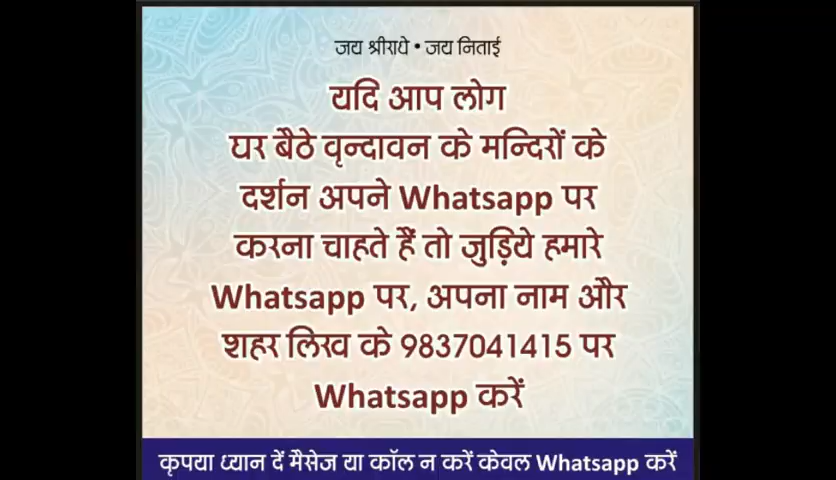 जय श्रीराधे • जय निताई
यदि आप लोग
घर बैठे वृन्दावन के मन्दिरों के
दर्शन अपने Whatsapp पर
करना चाहते हैं तो जुड़िये हमारे
Whatsapp पर, अपना नाम और
शहर लिख के 9837041415 पर
Whatsapp करें
कृपया ध्यान दें मैसेज या कॉल न करें केवल Whatsapp करें